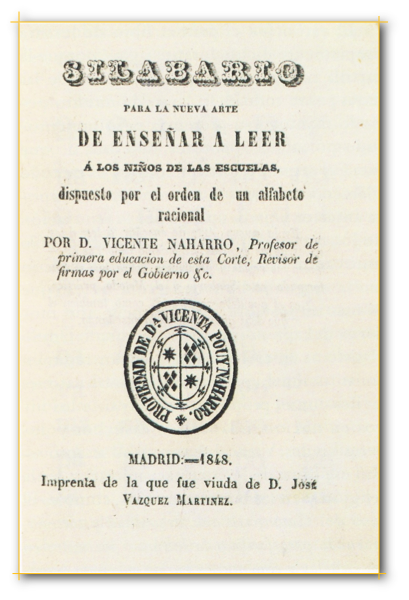 SILABARIO
PARA LA NUEVA ARTE
DE ENSEÑAR A LEER
Á LOS NIÑOS DE LAS ESCUELAS,
dispuesto por el orden de un alfabeto
racional
POR D. VICENTE NAHARRO, Profesor de
primera educacion de esta Corte, Revisor de
firmas por el Gobierno &c.
PROPIEDAD DE Dª VICENTA POU Y NAHARRO.
MADRID:=1848.
Imprenta de la que fue viuda de D. José
VAZQUEZ MARTINEZ.